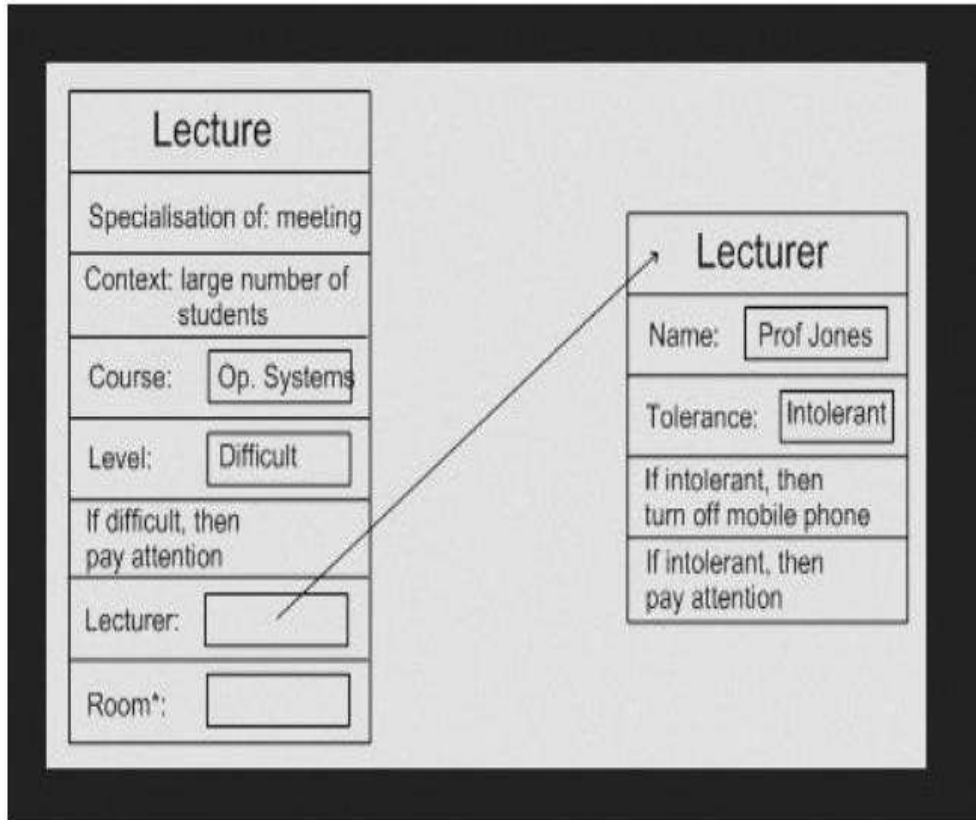 Lecture
Specialisation of: meeting
Context: large number of
students
Course: Op. Systems
Level: Difficult
If difficult, then
pay attention
Lecturer:
Room*:
Lecturer
Name: Prof Jones
Tolerance: Intolerant
If intolerant, then
turn off mobile phone
If intolerant, then
pay attention